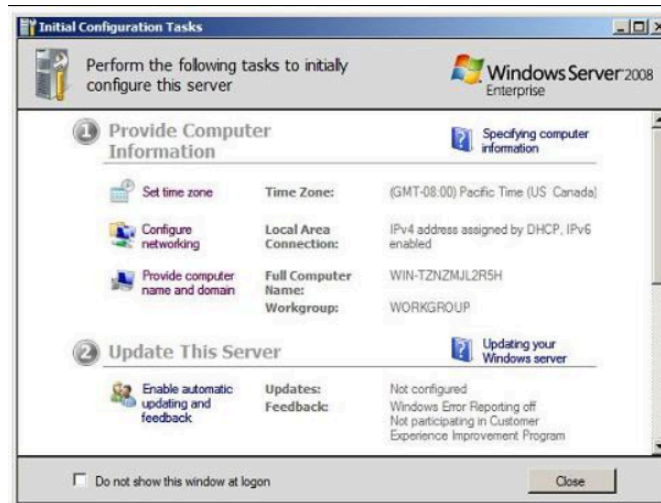 Initial Configuration Tasks
Perform the following tasks to initially
configure this server
Windows Server 2008
Enterprise
1 Provide Computer
Information
Specifying computer
information
Set time zone Time Zone: (GMT-08:00) Pacific Time (US Canada)
Configure
networking
Local Area
Connection:
IPv4 address assigned by DHCP, IPv6
enabled
Provide computer
name and domain
Full Computer
Name:
WIN-TZNZMJL2R5H
Workgroup: WORKGROUP
2 Update This Server
Updating your
Windows server
Enable automatic
updating and
feedback
Updates: Not configured
Feedback: Windows Error Reporting off
Not participating in Customer
Experience Improvement Program
Do not show this window at logon
Close